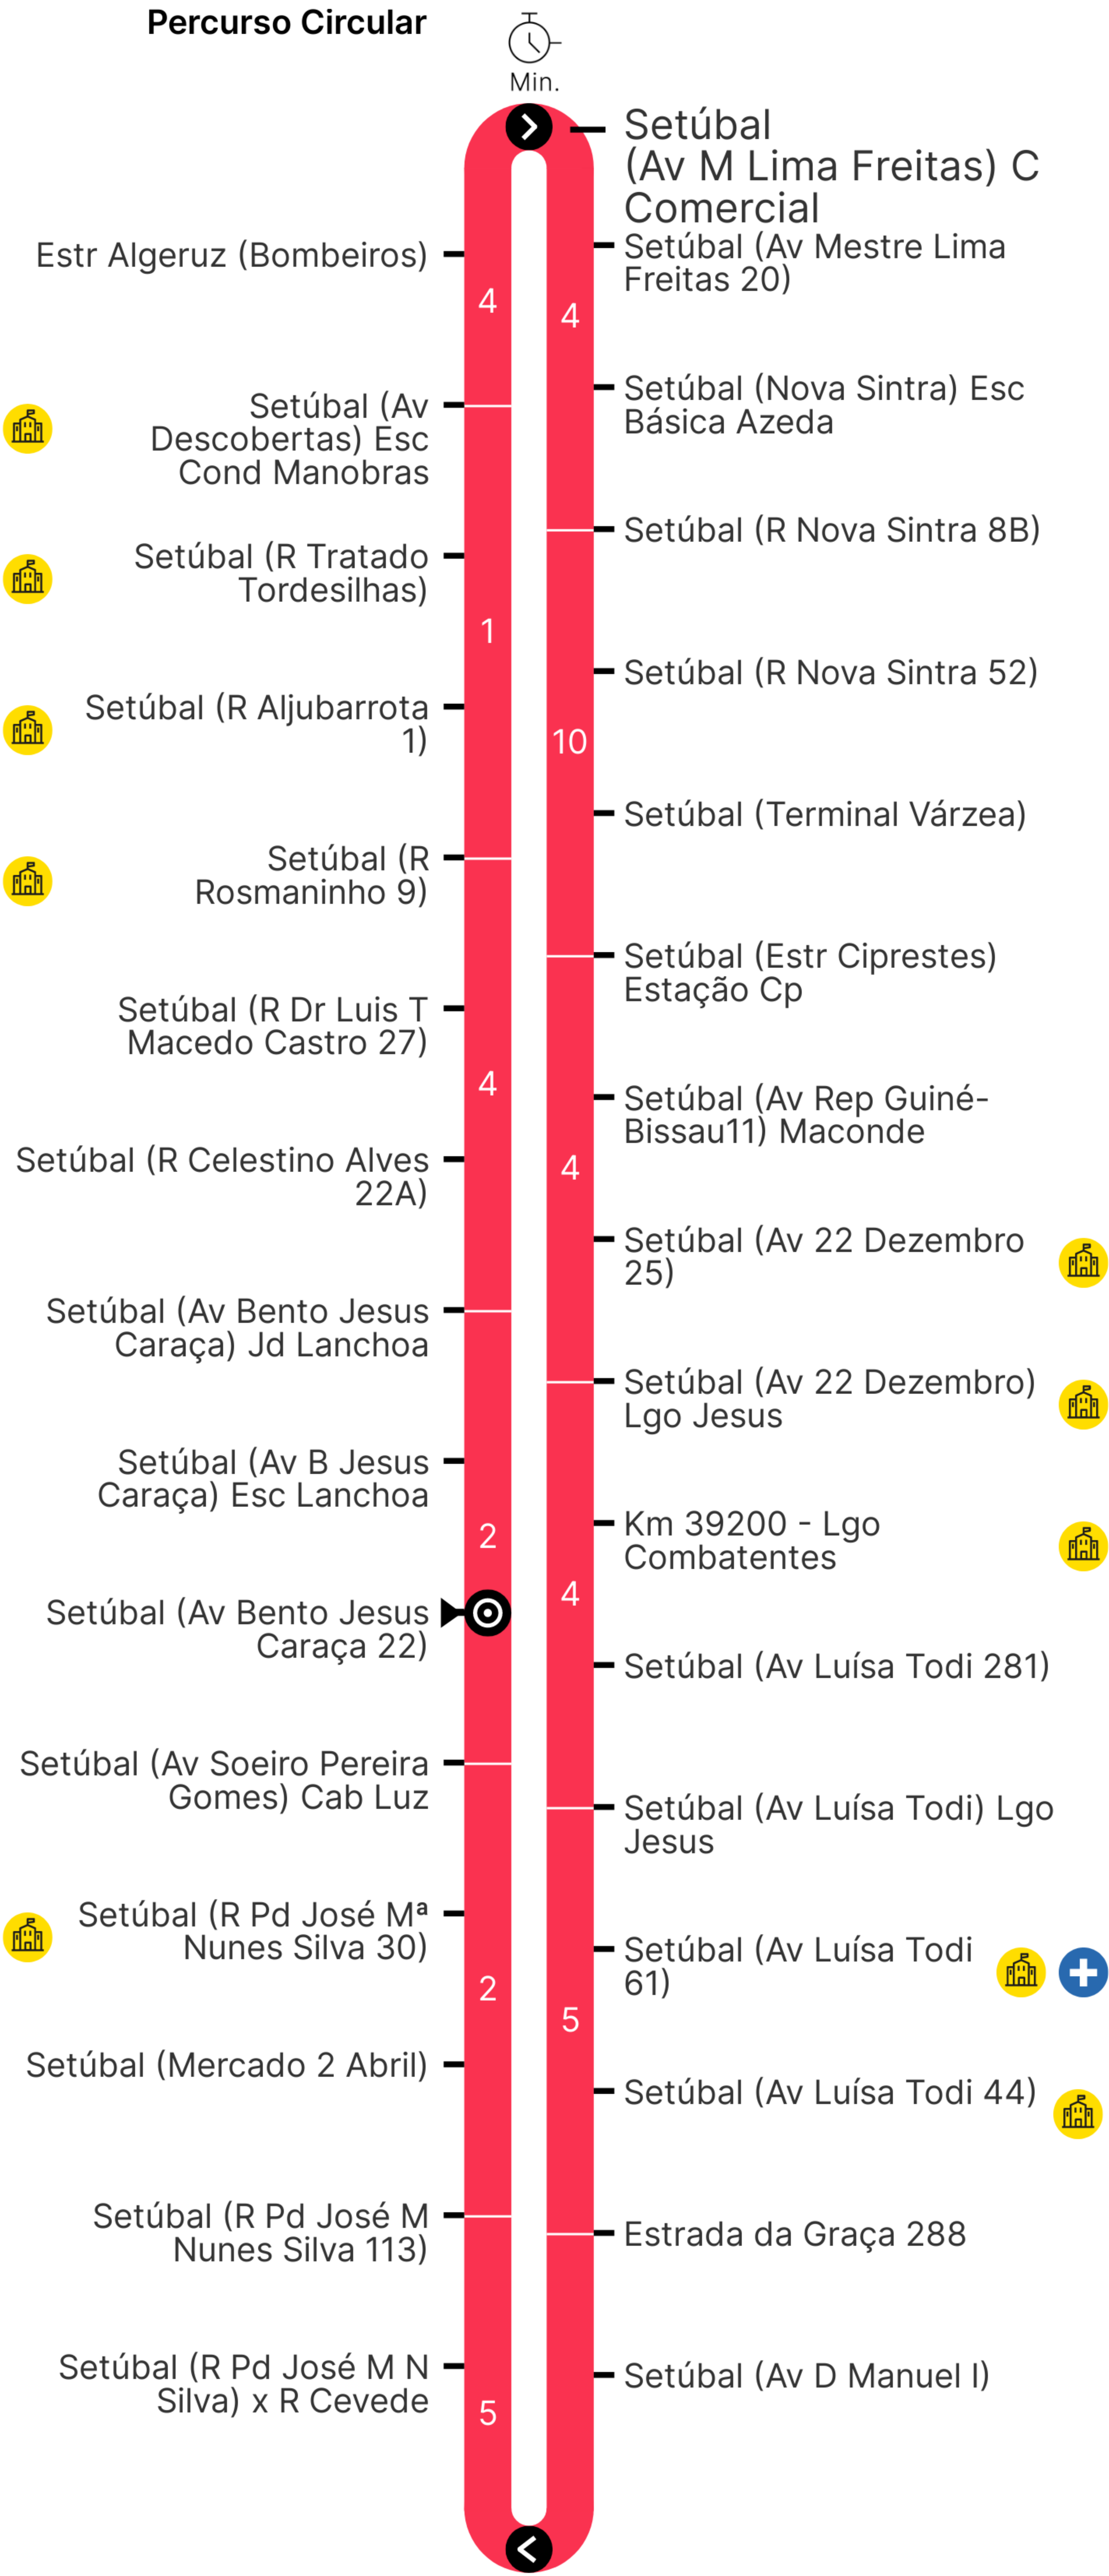 Percurso Circular
Min.
Setúbal
(Av M Lima Freitas) C
Comercial
Setúbal (Av Mestre Lima
Freitas 20)
4
Setúbal (Nova Sintra) Esc
Básica Azeda
Setúbal (R Nova Sintra 8B)
Setúbal (R Nova Sintra 52)
10
Setúbal (Terminal Várzea)
Setúbal (Estr Ciprestes)
Estação Cp
Setúbal (Av Rep Guiné-
Bissau11) Maconde
4
Setúbal (Av 22 Dezembro
25)
Setúbal (Av 22 Dezembro)
Lgo Jesus
Km 39200 - Lgo
Combatentes
4
Setúbal (Av Luísa Todi 281)
Setúbal (Av Luísa Todi) Lgo
Jesus
Setúbal (Av Luísa Todi
61)
5
Setúbal (Av Luísa Todi 44)
Estrada da Graça 288
Setúbal (Av D Manuel I)
Estr Algeruz (Bombeiros)
4
Setúbal (Av
Descobertas) Esc
Cond Manobras
Setúbal (R Tratado
Tordesilhas)
1
Setúbal (R Aljubarrota
1)
Setúbal (R
Rosmaninho 9)
Setúbal (R Dr Luis T
Macedo Castro 27)
4
Setúbal (R Celestino Alves
22A)
Setúbal (Av Bento Jesus
Caraça) Jd Lanchoa
Setúbal (Av B Jesus
Caraça) Esc Lanchoa
2
Setúbal (Av Bento Jesus
Caraça 22)
Setúbal (Av Soeiro Pereira
Gomes) Cab Luz
Setúbal (R Pd José Mª
Nunes Silva 30)
2
Setúbal (Mercado 2 Abril)
Setúbal (R Pd José M
Nunes Silva 113)
Setúbal (R Pd José M N
Silva) x R Cevede
5